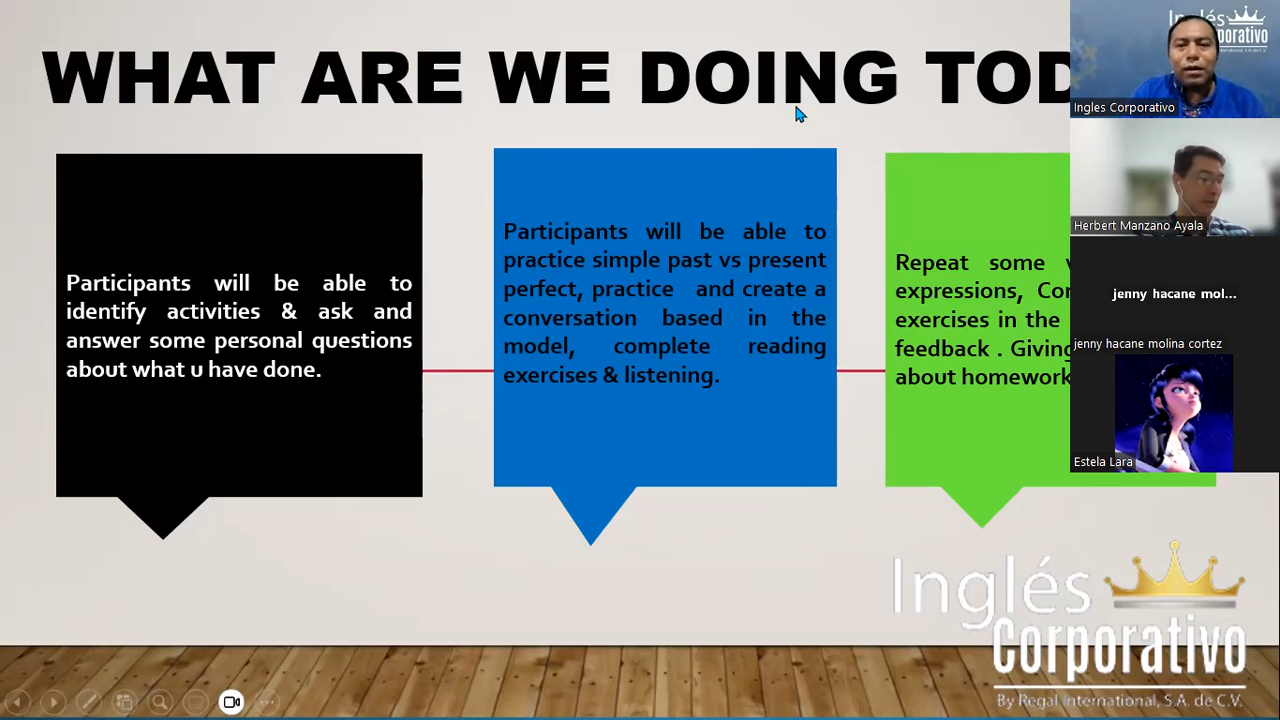 WHAT ARE WE DOING TOD
Participants will be able to
identify activities & ask and
answer some personal questions
about what u have done.
Participants will be able to
practice simple past vs present
perfect, practice and create a
conversation based in the
model, complete reading
exercises & listening.
Repeat some
expressions, Con
exercises in the
feedback . Giving
about homework
Inglés
Corporativo
By Regal International, S.A. de C.V.
Ingles Corporativo
Herbert Manzano Ayala
jenny hacane mol...
jenny hacane molina cortez
Estela Lara